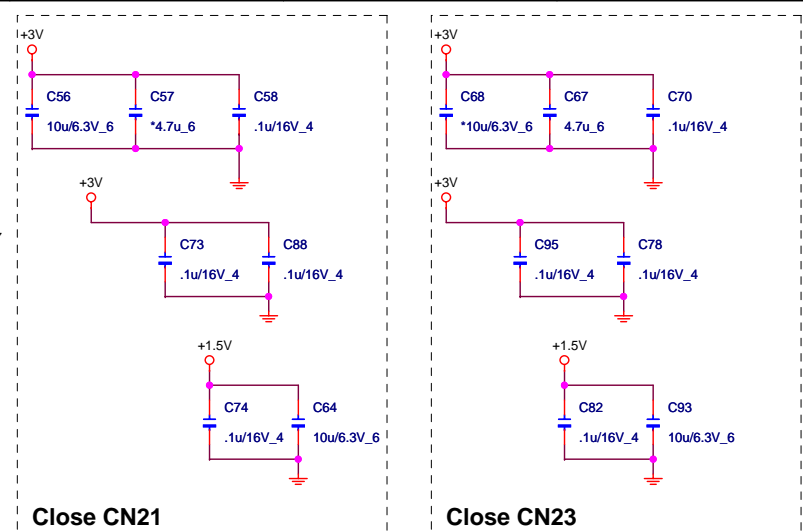 +3V
C56
10u/6.3V_6
C57
*4.7u_6
C58
.1u/16V_4
+3V
C73
.1u/16V_4
C88
.1u/16V_4
+1.5V
C74
.1u/16V_4
C64
10u/6.3V_6
Close CN21
+3V
C68
*10u/6.3V_6
C67
4.7u_6
C70
.1u/16V_4
+3V
C95
.1u/16V_4
C78
.1u/16V_4
+1.5V
C82
.1u/16V_4
C93
10u/6.3V_6
Close CN23